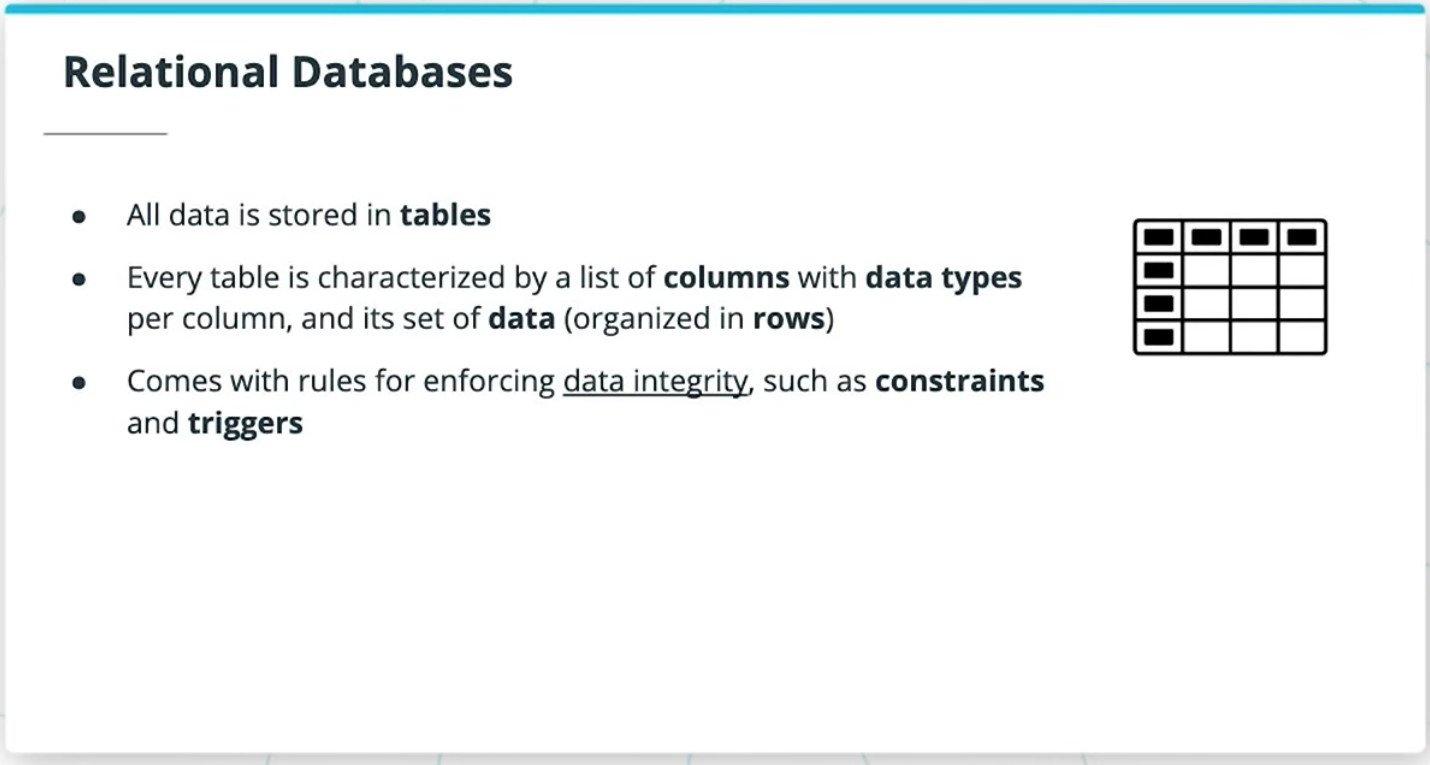 Relational Databases
● All data is stored in tables
● Every table is characterized by a list of columns with data types
per column, and its set of data (organized in rows)
● Comes with rules for enforcing data integrity, such as constraints
and triggers